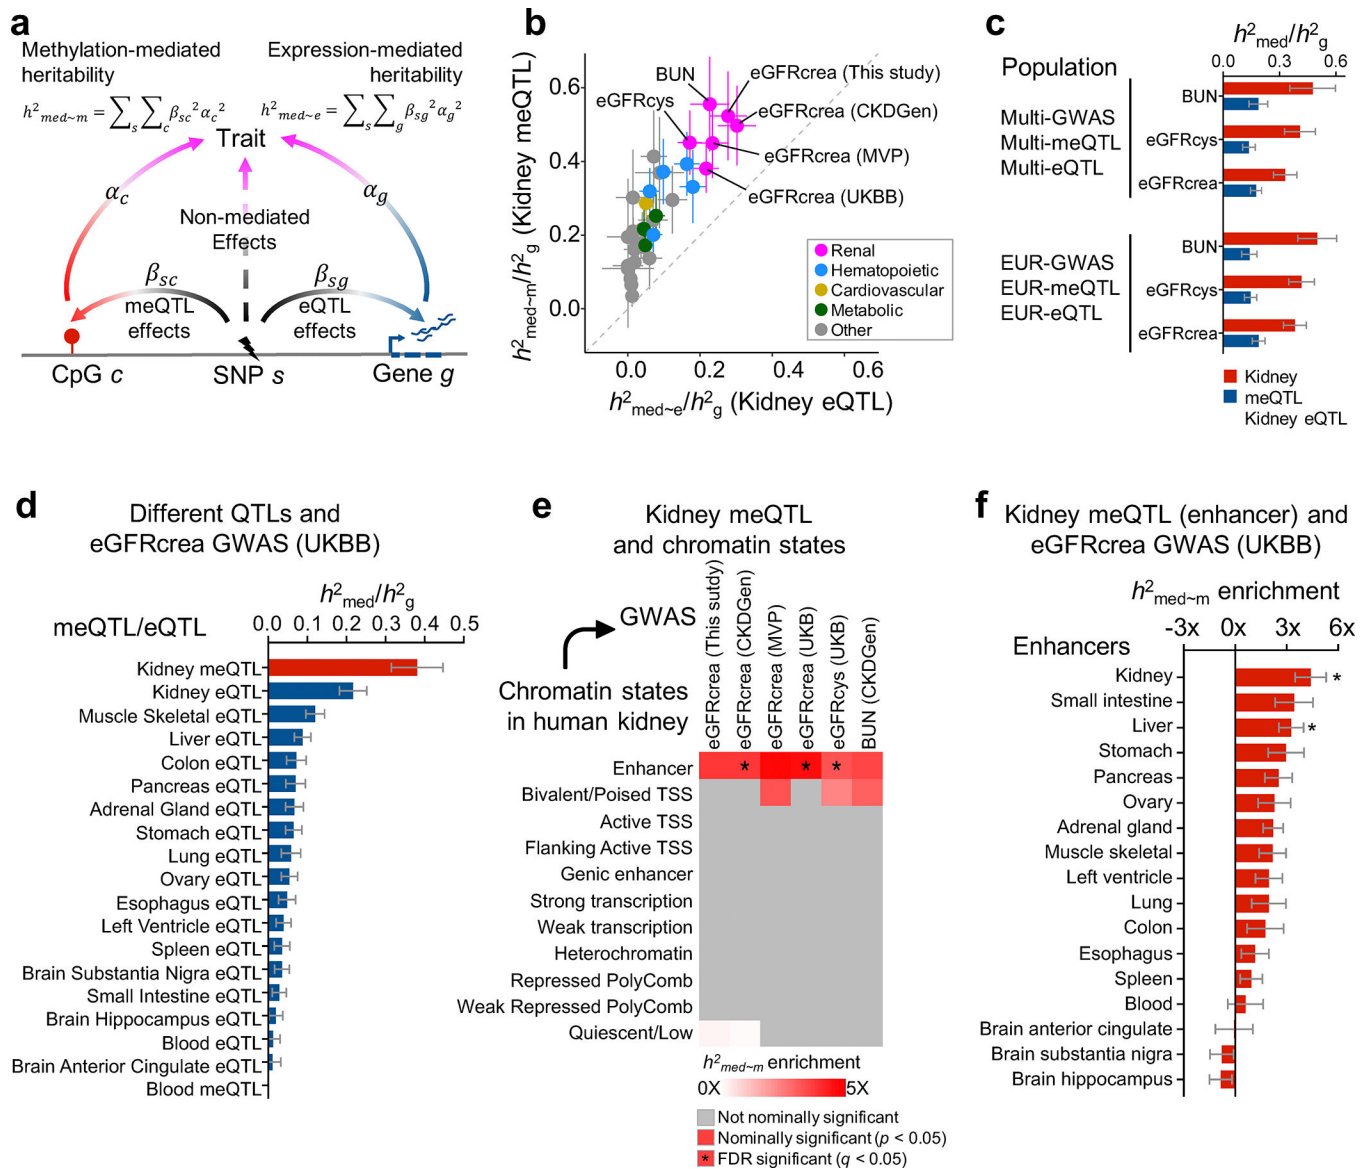 a
Methylation-mediated
heritability
h²med~m = ∑s ∑c βsc² αc²
Expression-mediated
heritability
h²med~e = ∑s ∑g βsg² αg²
Trait
αc
αg
Non-mediated
Effects
βsc
meQTL
effects
βsg
eQTL
effects
CpG c
SNP s
Gene g
b
h²med~m/h²g (Kidney meQTL)
0.6
0.4
0.2
0.0
BUN
eGFRcys
eGFRcrea (This study)
eGFRcrea (CKDGen)
eGFRcrea (MVP)
eGFRcrea (UKBB)
Renal
Hematopoietic
Cardiovascular
Metabolic
Other
0.0 0.2 0.4 0.6
h²med~e/h²g (Kidney eQTL)
c
h²med/h²g
Population
0.0 0.3 0.6
Multi-GWAS
Multi-meQTL
Multi-eQTL
BUN
eGFRcys
eGFRcrea
EUR-GWAS
EUR-meQTL
EUR-eQTL
BUN
eGFRcys
eGFRcrea
Kidney
meQTL
Kidney eQTL
d
Different QTLs and
eGFRcrea GWAS (UKBB)
h²med/h²g
meQTL/eQTL
0.0 0.1 0.2 0.3 0.4 0.5
Kidney meQTL
Kidney eQTL
Muscle Skeletal eQTL
Liver eQTL
Colon eQTL
Pancreas eQTL
Adrenal Gland eQTL
Stomach eQTL
Lung eQTL
Ovary eQTL
Esophagus eQTL
Left Ventricle eQTL
Spleen eQTL
Brain Substantia Nigra eQTL
Small Intestine eQTL
Brain Hippocampus eQTL
Blood eQTL
Brain Anterior Cingulate eQTL
Blood meQTL
e
Kidney meQTL
and chromatin states
GWAS
Chromatin states
in human kidney
eGFRcrea (This sutdy)
eGFRcrea (CKDGen)
eGFRcrea (MVP)
eGFRcrea (UKB)
eGFRcys (UKB)
BUN (CKDGen)
Enhancer * * *
Bivalent/Poised TSS
Active TSS
Flanking Active TSS
Genic enhancer
Strong transcription
Weak transcription
Heterochromatin
Repressed PolyComb
Weak Repressed PolyComb
Quiescent/Low
h²med~m enrichment
0X 5X
Not nominally significant
Nominally significant (p < 0.05)
* FDR significant (q < 0.05)
f
Kidney meQTL (enhancer) and
eGFRcrea GWAS (UKBB)
h²med~m enrichment
-3x 0x 3x 6x
Enhancers
Kidney *
Small intestine
Liver *
Stomach
Pancreas
Ovary
Adrenal gland
Muscle skeletal
Left ventricle
Lung
Colon
Esophagus
Spleen
Blood
Brain anterior cingulate
Brain substantia nigra
Brain hippocampus